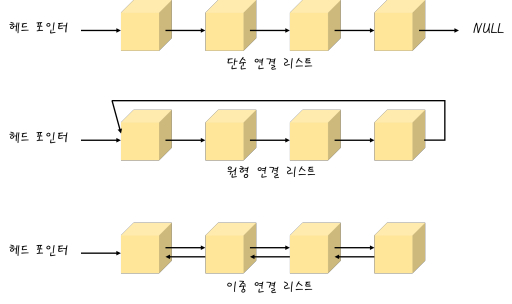 헤드 포인터 NULL
단순 연결 리스트
헤드 포인터
원형 연결 리스트
헤드 포인터
이중 연결 리스트